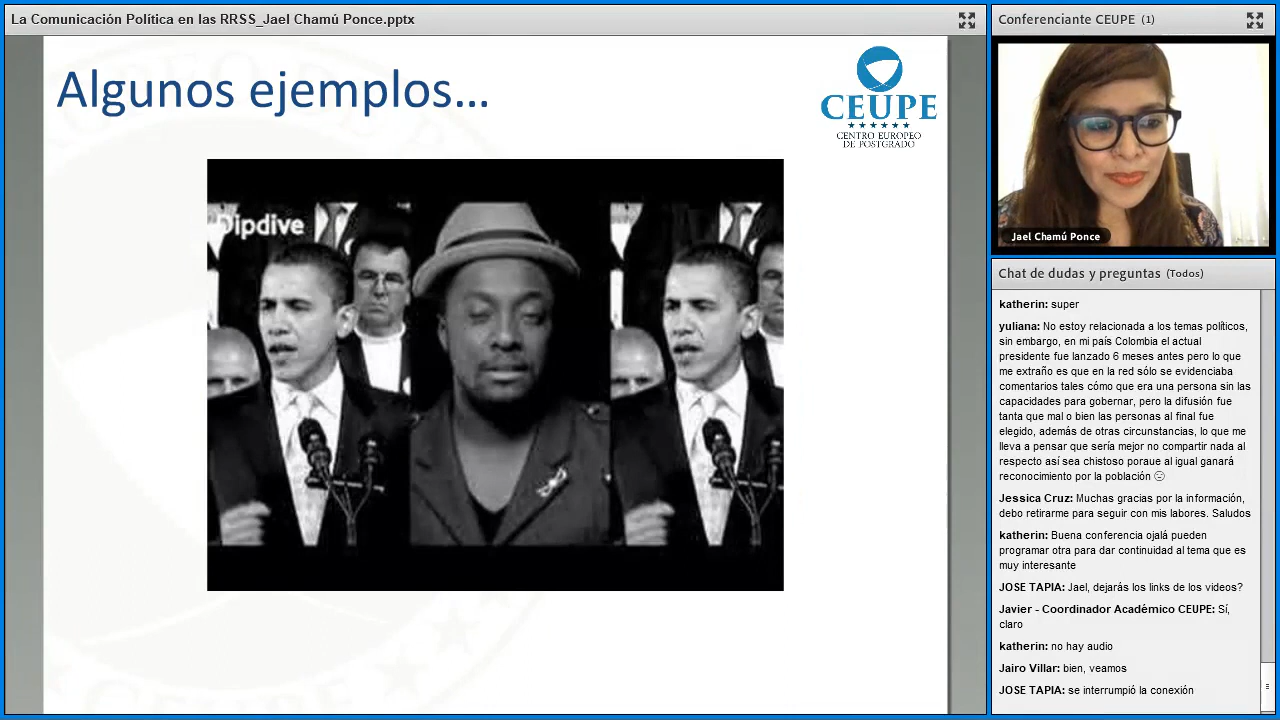 La Comunicación Política en las RRSS_Jael Chamú Ponce.pptx
Algunos ejemplos...
CEUPE
CENTRO EUROPEO
DE POSTGRADO
Dipdive
Conferenciante CEUPE (1)
Jael Chamú Ponce
Chat de dudas y preguntas (Todos)
katherin: super
yuliana: No estoy relacionada a los temas políticos,
sin embargo, en mi país Colombia el actual
presidente fue lanzado 6 meses antes pero lo que
me extraño es que en la red sólo se evidenciaba
comentarios tales cómo que era una persona sin las
capacidades para gobernar, pero la difusión fue
tanta que mal o bien las personas al final fue
elegido, además de otras circunstancias, lo que me
lleva a pensar que sería mejor no compartir nada al
respecto así sea chistoso poraue al igual ganará
reconocimiento por la población
Jessica Cruz: Muchas gracias por la información,
debo retirarme para seguir con mis labores. Saludos
katherin: Buena conferencia ojalá pueden
programar otra para dar continuidad al tema que es
muy interesante
JOSE TAPIA: Jael, dejarás los links de los videos?
Javier - Coordinador Académico CEUPE: Sí,
claro
katherin: no hay audio
Jairo Villar: bien, veamos
JOSE TAPIA: se interrumpió la conexión